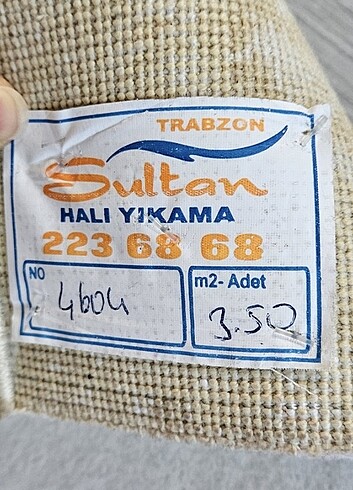 TRABZON
Sultan
HALI YIKAMA
223 68 68
NO
4604
m2- Adet
3.50